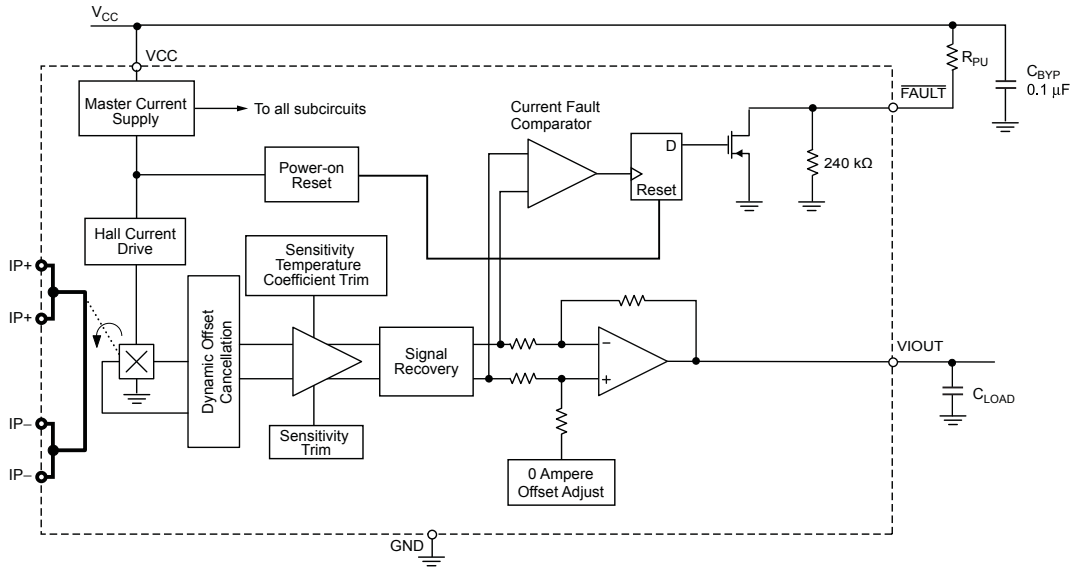 VCC
VCC
Master Current
Supply
To all subcircuits
Current Fault
Comparator
FAULT
RPU
CBYP
0.1 µF
Power-on
Reset
D
Reset
240 kΩ
Hall Current
Drive
IP+
IP+
IP–
IP–
Sensitivity
Temperature
Coefficient Trim
Dynamic Offset
Cancellation
Signal
Recovery
Sensitivity
Trim
–
+
0 Ampere
Offset Adjust
VIOUT
CLOAD
GND